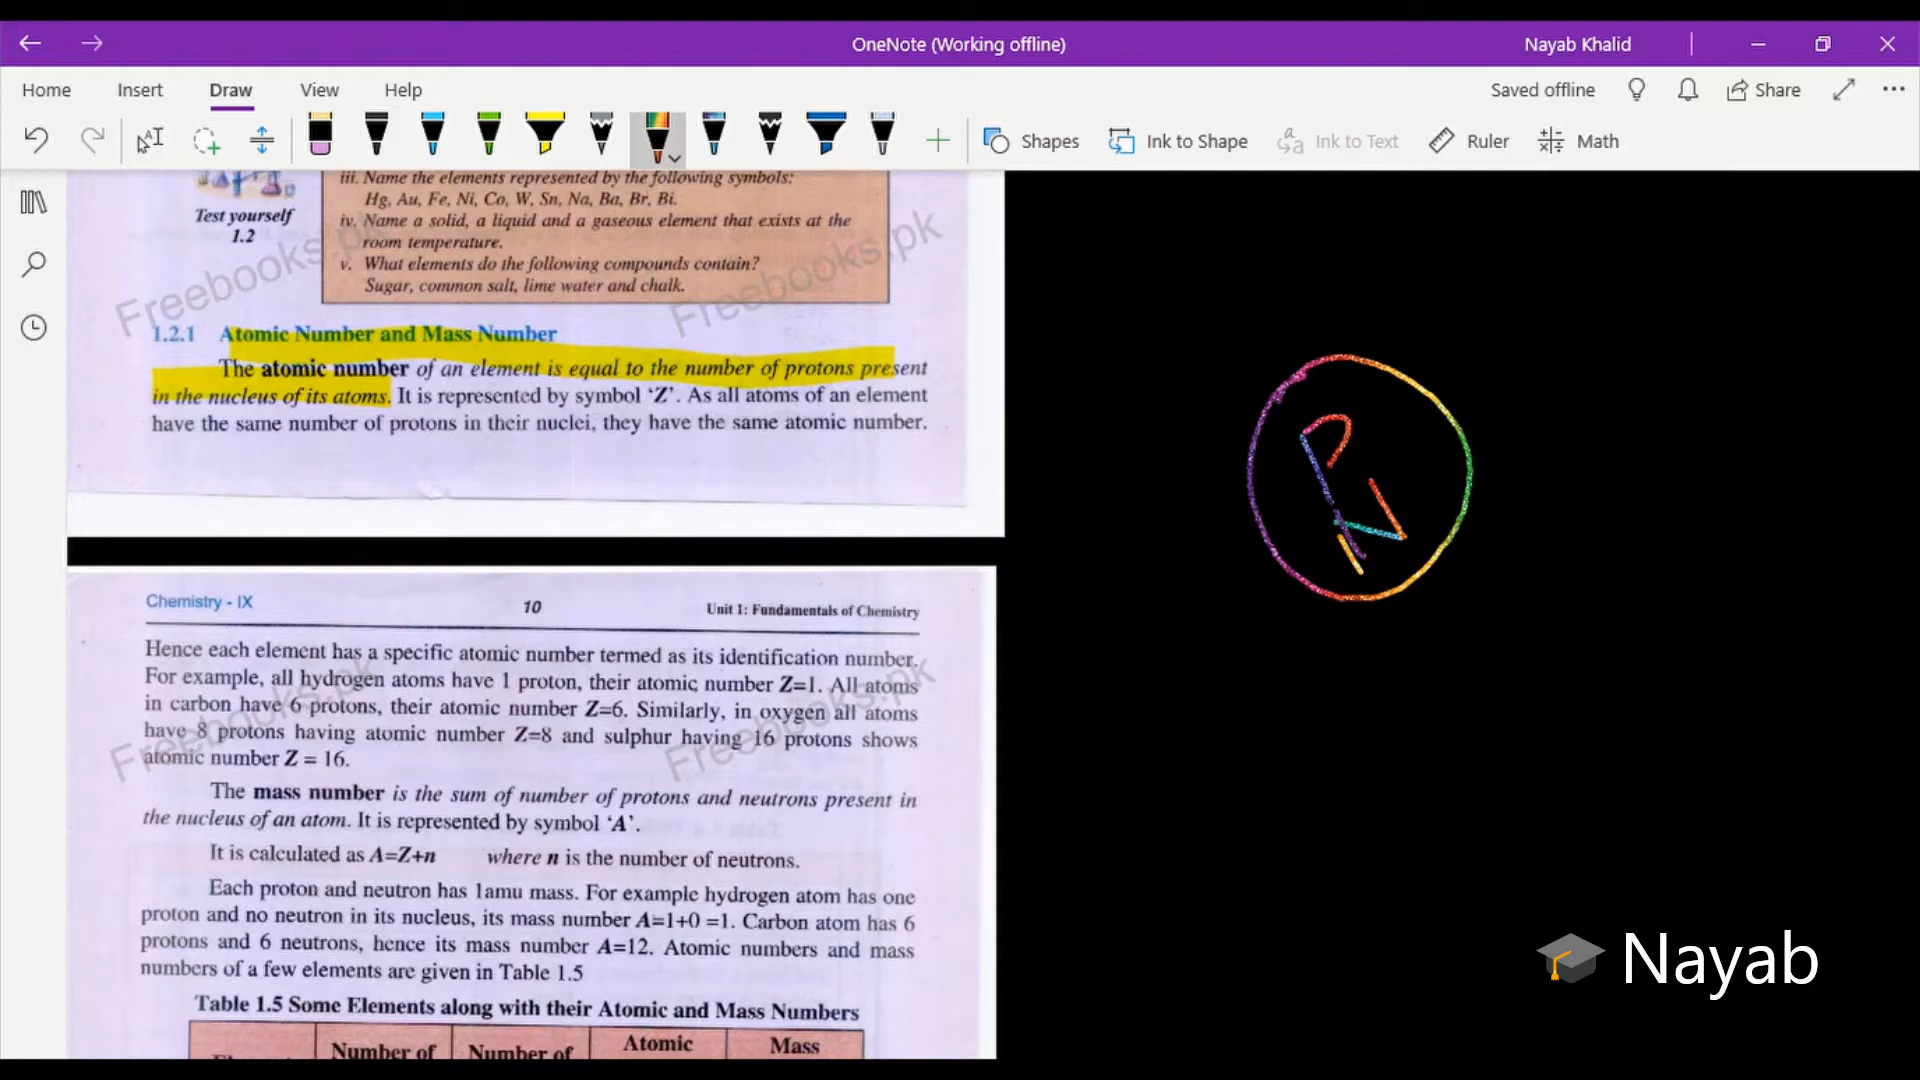 OneNote (Working offline)
Nayab Khalid
Home Insert Draw View Help
Saved offline
Share
Shapes Ink to Shape Ink to Text Ruler Math
iii. Name the elements represented by the following symbols:
Hg, Au, Fe, Ni, Co, W, Sn, Na, Ba, Br, Bi.
iv. Name a solid, a liquid and a gaseous element that exists at the
room temperature.
v. What elements do the following compounds contain?
Sugar, common salt, lime water and chalk.
Test yourself
1.2
Freebooks.pk
Freebooks.pk
1.2.1 Atomic Number and Mass Number
The atomic number of an element is equal to the number of protons present
in the nucleus of its atoms. It is represented by symbol ‘Z’. As all atoms of an element
have the same number of protons in their nuclei, they have the same atomic number.
P
N
Chemistry - IX 10 Unit 1: Fundamentals of Chemistry
Hence each element has a specific atomic number termed as its identification number.
For example, all hydrogen atoms have 1 proton, their atomic number Z=1. All atoms
in carbon have 6 protons, their atomic number Z=6. Similarly, in oxygen all atoms
have 8 protons having atomic number Z=8 and sulphur having 16 protons shows
atomic number Z = 16.
Freebooks.pk
Freebooks.pk
The mass number is the sum of number of protons and neutrons present in
the nucleus of an atom. It is represented by symbol ‘A’.
It is calculated as A=Z+n where n is the number of neutrons.
Each proton and neutron has 1amu mass. For example hydrogen atom has one
proton and no neutron in its nucleus, its mass number A=1+0 =1. Carbon atom has 6
protons and 6 neutrons, hence its mass number A=12. Atomic numbers and mass
numbers of a few elements are given in Table 1.5
Table 1.5 Some Elements along with their Atomic and Mass Numbers
Number of Number of Atomic Mass
Nayab